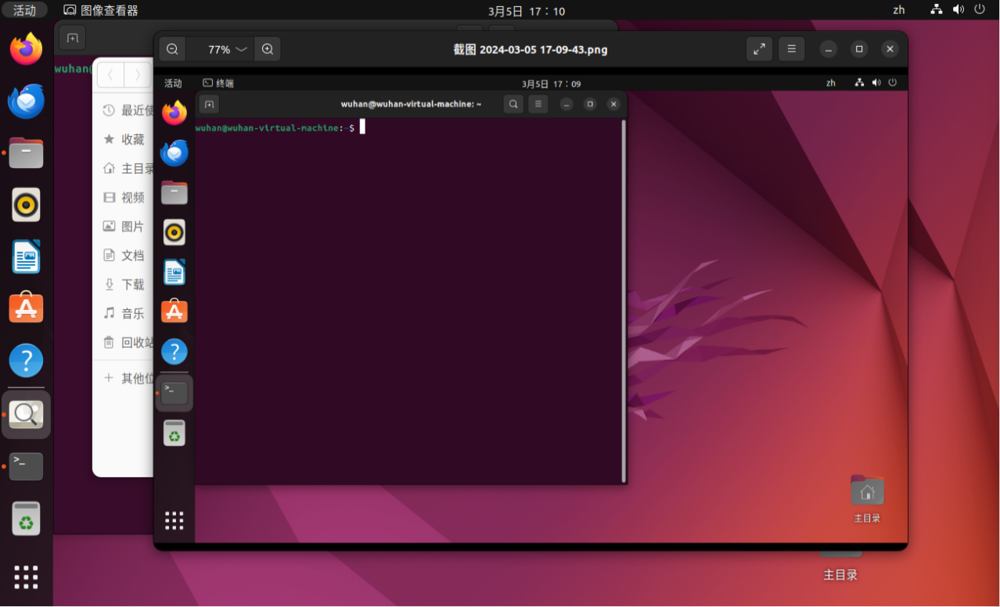 活动 图像查看器 3月5日 17：10 zh
77% 截图 2024-03-05 17-09-43.png
wuhan@
最近使
收藏
主目录
视频
图片
文档
下载
音乐
回收站
其他位
活动 终端 3月5日 17：09 zh
wuhan@wuhan-virtual-machine: ~
wuhan@wuhan-virtual-machine:~$
主目录
主目录